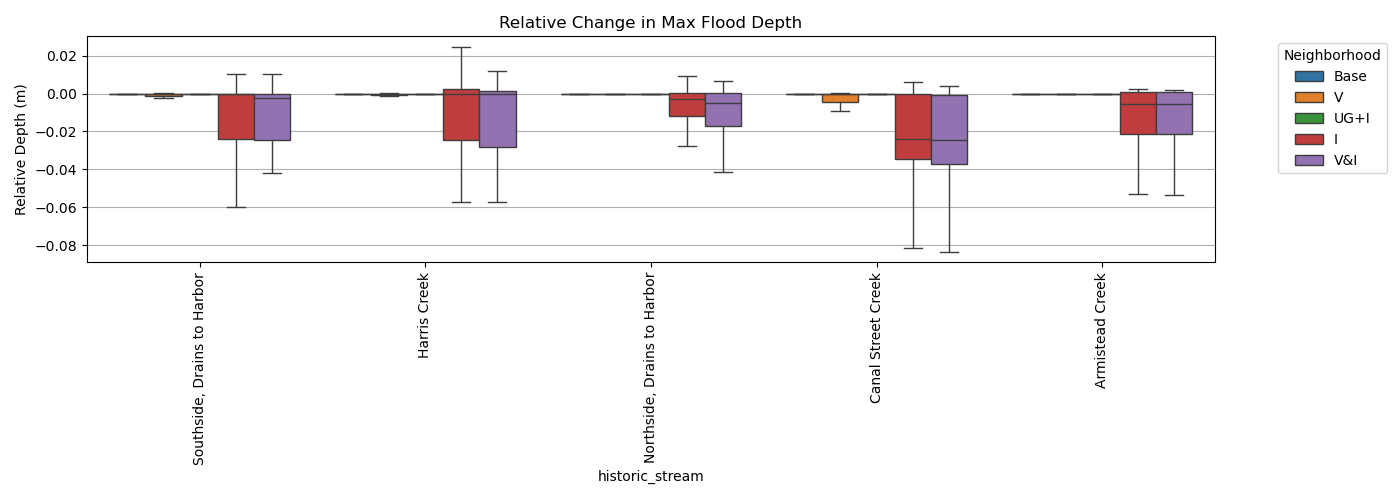 Relative Change in Max Flood Depth
Relative Depth (m)
0.02
0.00
−0.02
−0.04
−0.06
−0.08
Southside, Drains to Harbor
Harris Creek
Northside, Drains to Harbor
Canal Street Creek
Armistead Creek
historic_stream
Neighborhood
Base
V
UG+I
I
V&I